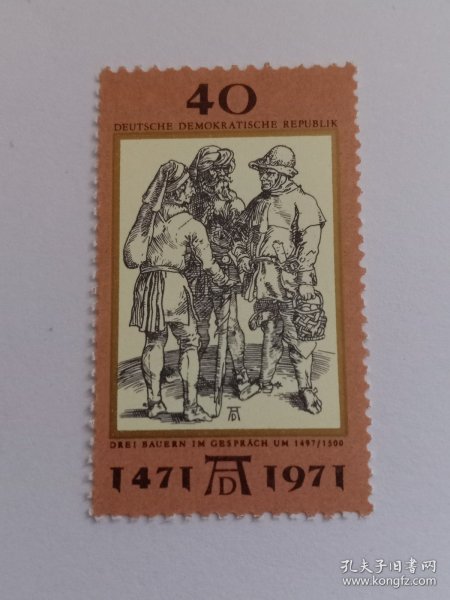 40
DEUTSCHE DEMOKRATISCHE REPUBLIK
AD
DREI BAUERN IM GESPRÄCH UM 1497/1500
1471 AD 1971
孔夫子旧书网
www.kongfz.com